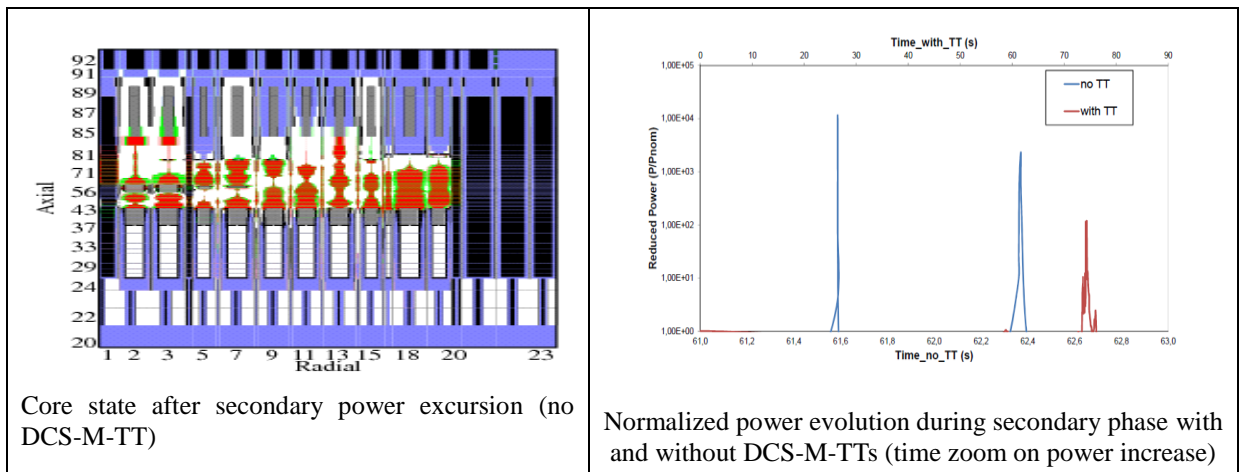 92
91
89
87
85
81
71
56
43
37
33
29
24
22
20
Axial
1 2 3 5 7 9 11 13 15 18 20 23
Radial
Core state after secondary power excursion (no
DCS-M-TT)
Time_with_TT (s)
0 10 20 30 40 50 60 70 80 90
1,00E+05
1,00E+04
1,00E+03
1,00E+02
1,00E+01
1,00E+00
Reduced Power (P/Pnom)
no TT
with TT
61,0 61,2 61,4 61,6 61,8 62,0 62,2 62,4 62,6 62,8 63,0
Time_no_TT (s)
Normalized power evolution during secondary phase with
and without DCS-M-TTs (time zoom on power increase)